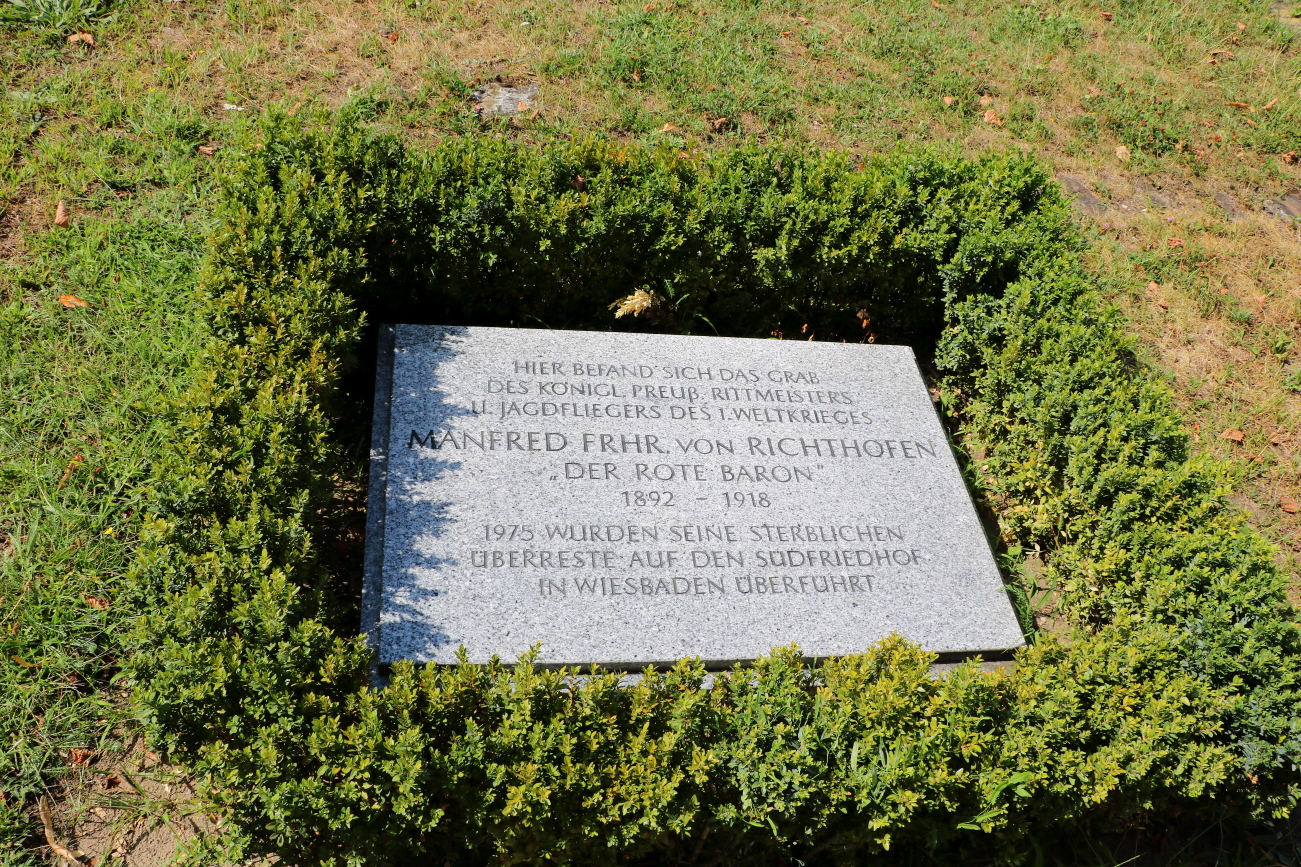 HIER BEFAND SICH DAS GRAB
DES KÖNIGL. PREUß. RITTMEISTERS
U. JAGDFLIEGERS DES 1. WELTKRIEGES
MANFRED FRHR. VON RICHTHOFEN
„DER ROTE BARON"
1892 – 1918
1975 WURDEN SEINE STERBLICHEN
ÜBERRESTE AUF DEN SÜDFRIEDHOF
IN WIESBADEN ÜBERFÜHRT